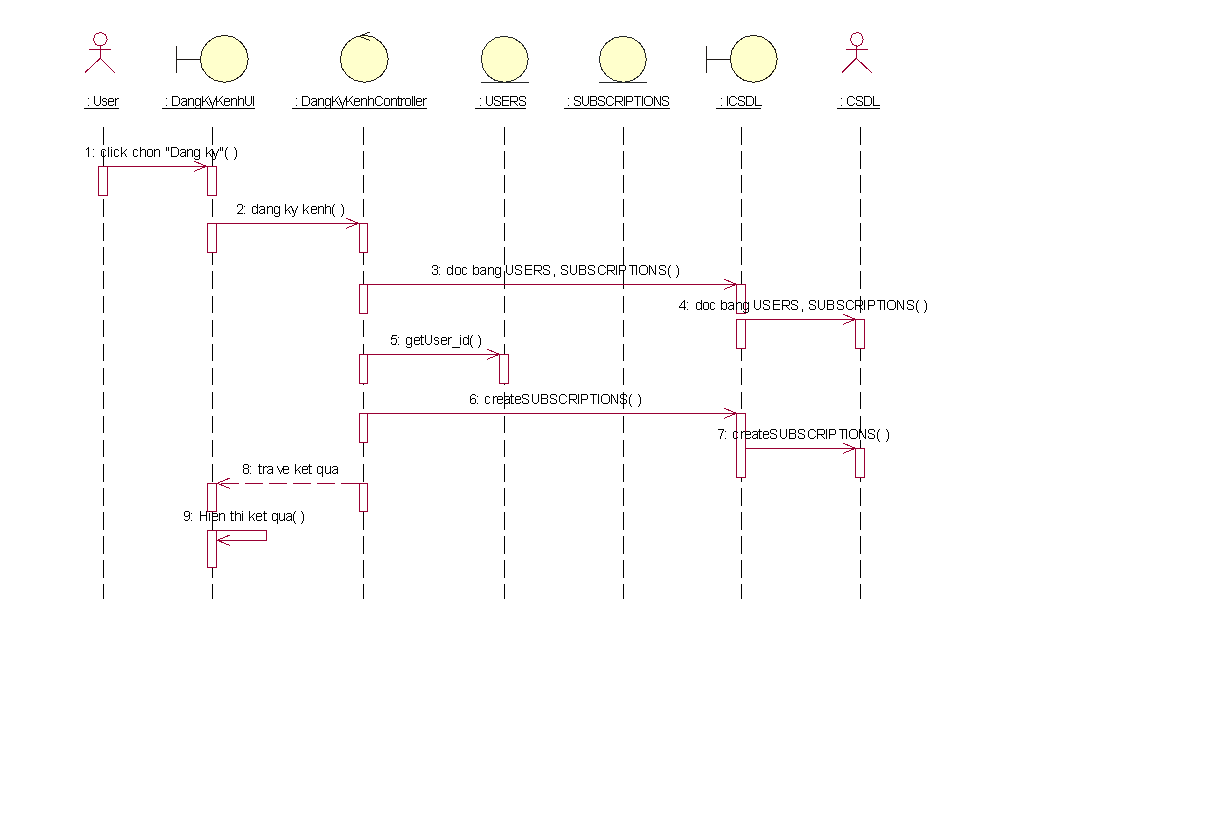 : User
: DangKyKenhUI
: DangKyKenhController
: USERS
: SUBSCRIPTIONS
: ICSDL
: CSDL
1: click chon "Dang ky"( )
2: dang ky kenh( )
3: doc bang USERS, SUBSCRIPTIONS( )
4: doc bang USERS, SUBSCRIPTIONS( )
5: getUser_id( )
6: createSUBSCRIPTIONS( )
7: createSUBSCRIPTIONS( )
8: tra ve ket qua
9: Hien thi ket qua( )